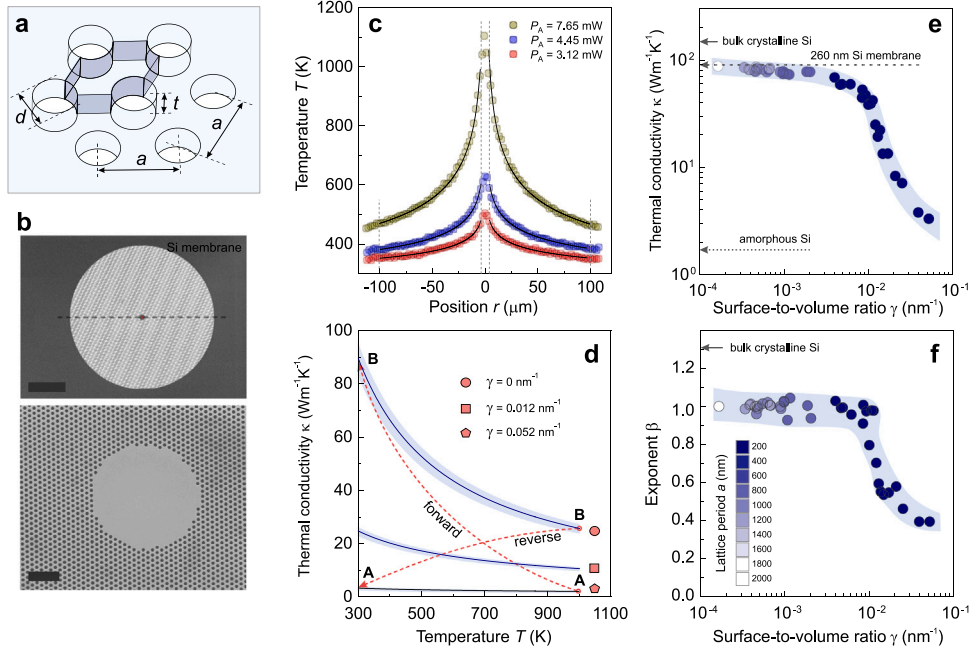 a
d
t
a
a
b
Si membrane
c
P_A = 7.65 mW
P_A = 4.45 mW
P_A = 3.12 mW
Temperature T (K)
1200
1000
800
600
400
-100 -50 0 50 100
Position r (μm)
d
B
γ = 0 nm⁻¹
γ = 0.012 nm⁻¹
γ = 0.052 nm⁻¹
Thermal conductivity κ (Wm⁻¹K⁻¹)
100
80
60
40
20
0
forward
reverse
B
A
A
300 500 700 900 1100
Temperature T (K)
e
bulk crystalline Si
260 nm Si membrane
amorphous Si
Thermal conductivity κ (Wm⁻¹K⁻¹)
10²
10¹
10⁰
10⁻⁴ 10⁻³ 10⁻² 10⁻¹
Surface-to-volume ratio γ (nm⁻¹)
f
bulk crystalline Si
Exponent β
1.2
1.0
0.8
0.6
0.4
0.2
0.0
Lattice period a (nm)
200
400
600
800
1000
1200
1400
1600
2000
10⁻⁴ 10⁻³ 10⁻² 10⁻¹
Surface-to-volume ratio γ (nm⁻¹)